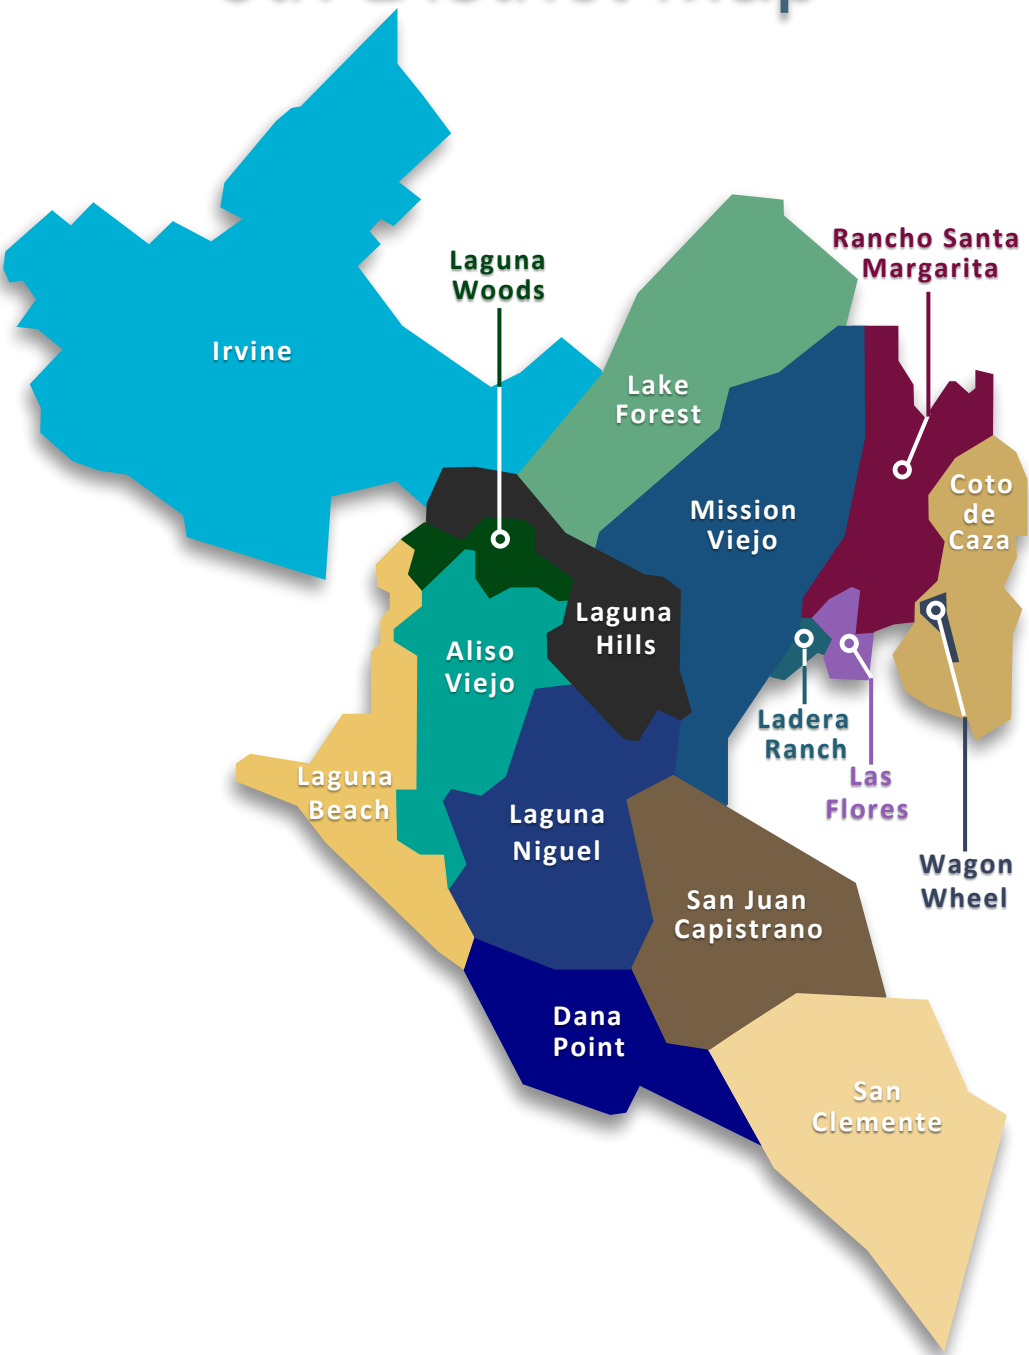 Rancho Santa
Margarita
Laguna
Woods
Irvine
Lake
Forest
Coto
de
Caza
Mission
Viejo
Laguna
Hills
Aliso
Viejo
Ladera
Ranch
Laguna
Beach
Las
Flores
Laguna
Niguel
Wagon
Wheel
San Juan
Capistrano
Dana
Point
San
Clemente